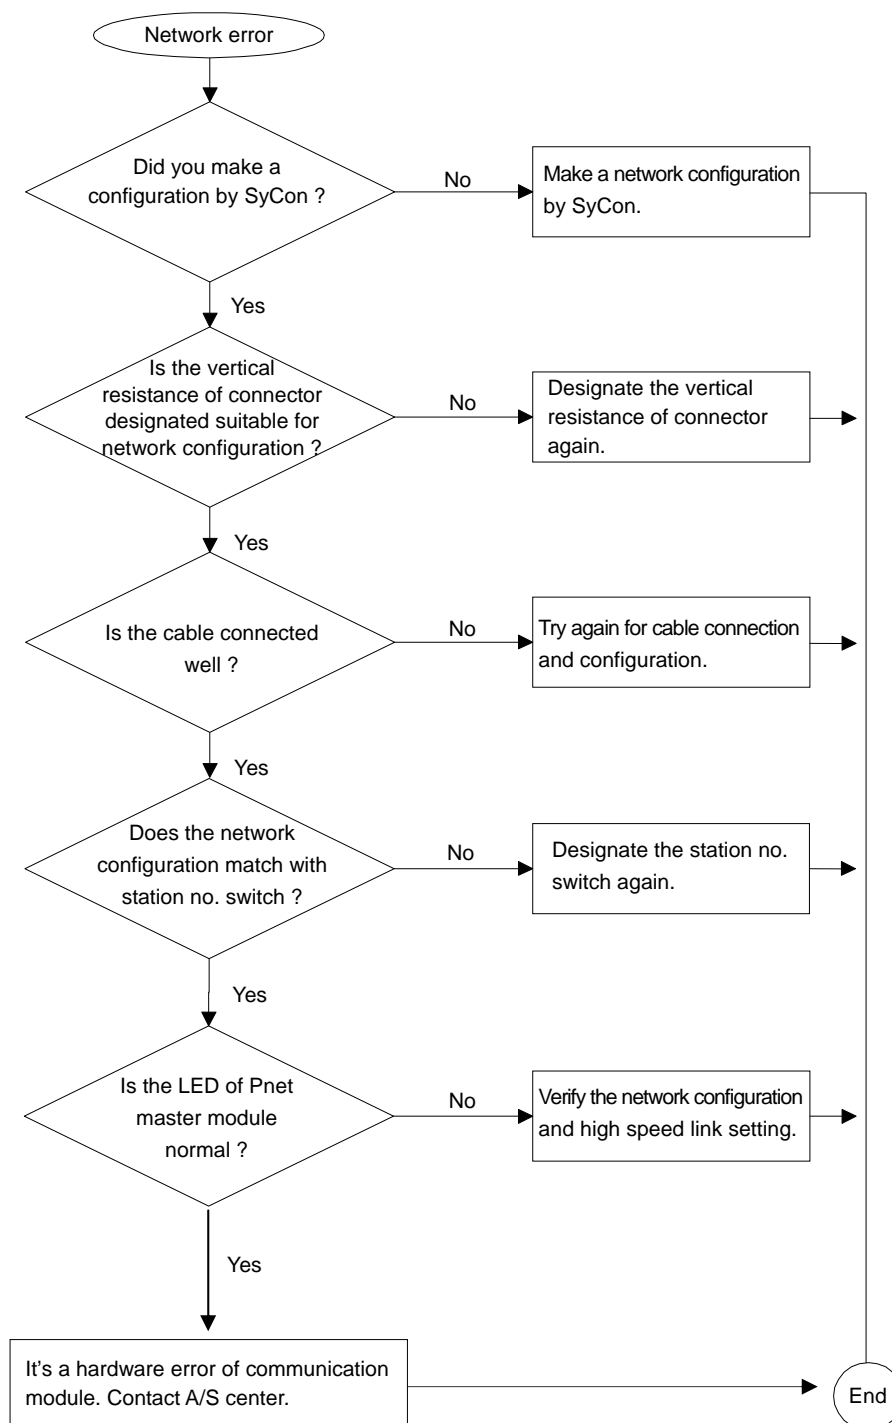 Network error
Did you make a
configuration by SyCon ?
No
Make a network configuration
by SyCon.
Yes
Is the vertical
resistance of connector
designated suitable for
network configuration ?
No
Designate the vertical
resistance of connector
again.
Yes
Is the cable connected
well ?
No
Try again for cable connection
and configuration.
Yes
Does the network
configuration match with
station no. switch ?
No
Designate the station no.
switch again.
Yes
Is the LED of Pnet
master module
normal ?
No
Verify the network configuration
and high speed link setting.
Yes
It's a hardware error of communication
module. Contact A/S center.
End